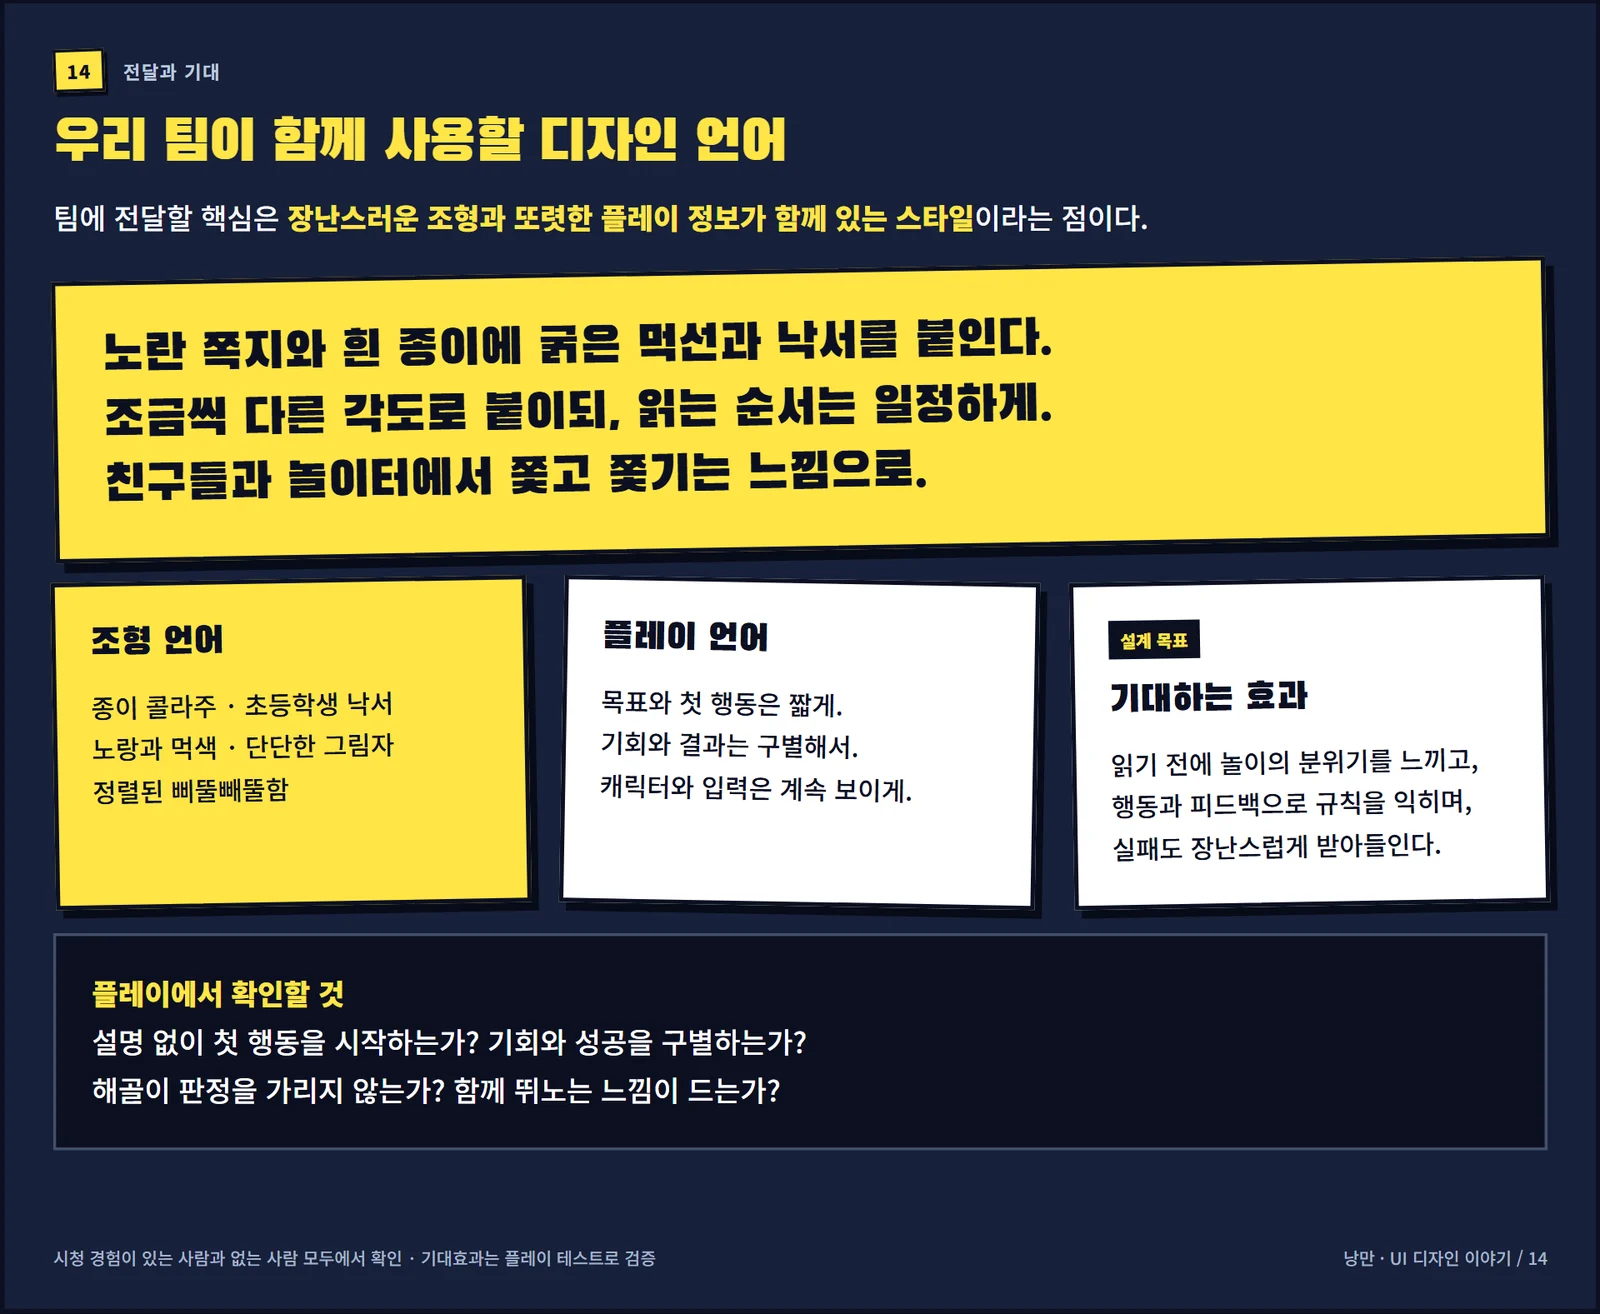 14 전달과 기대
우리 팀이 함께 사용할 디자인 언어
팀에 전달할 핵심은 장난스러운 조형과 또렷한 플레이 정보가 함께 있는 스타일이라는 점이다.
노란 쪽지와 흰 종이에 굵은 먹선과 낙서를 붙인다.
조금씩 다른 각도로 붙이되, 읽는 순서는 일정하게.
친구들과 놀이터에서 쫓고 쫓기는 느낌으로.
조형 언어
종이 콜라주 · 초등학생 낙서
노랑과 먹색 · 단단한 그림자
정렬된 삐뚤빼뚤함
플레이 언어
목표와 첫 행동은 짧게.
기회와 결과는 구별해서.
캐릭터와 입력은 계속 보이게.
설계 목표
기대하는 효과
읽기 전에 놀이의 분위기를 느끼고,
행동과 피드백으로 규칙을 익히며,
실패도 장난스럽게 받아들인다.
플레이에서 확인할 것
설명 없이 첫 행동을 시작하는가? 기회와 성공을 구별하는가?
해골이 판정을 가리지 않는가? 함께 뛰노는 느낌이 드는가?
시청 경험이 있는 사람과 없는 사람 모두에서 확인 · 기대효과는 플레이 테스트로 검증
낭만 · UI 디자인 이야기 / 14